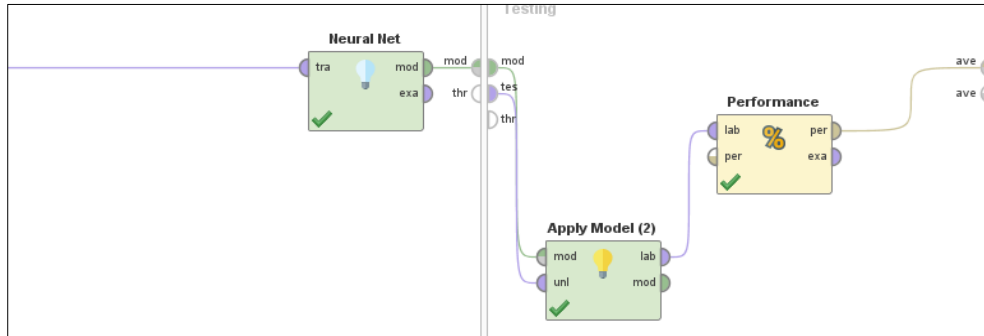 Testing
Neural Net
tra
mod
exa
mod
thr
mod
tes
thr
Performance
lab
per
per
exa
%
ave
ave
Apply Model (2)
mod
unl
lab
mod